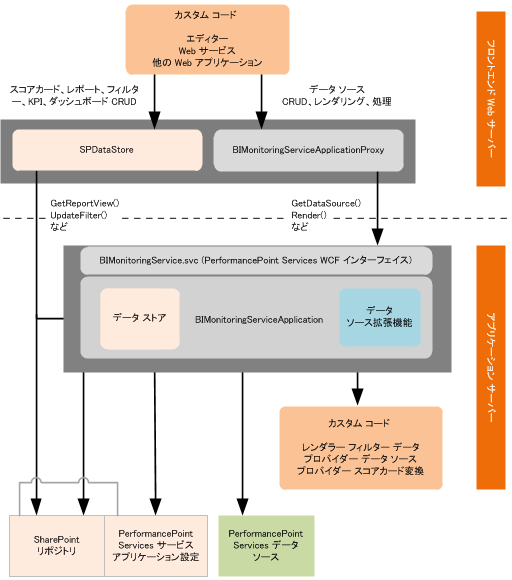 カスタム コード
エディター
Web サービス
他の Web アプリケーション
スコアカード、レポート、フィルタ
ー、KPI、ダッシュボード CRUD
データ ソース
CRUD、レンダリング、処理
フロントエンド Web サーバー
SPDataStore
BIMonitoringServiceApplicationProxy
GetReportView()
UpdateFilter()
など
GetDataSource()
Render()
など
BIMonitoringService.svc (PerformancePoint Services WCF インターフェイス)
データ ストア
BIMonitoringServiceApplication
データ
ソース拡張機能
アプリケーション サーバー
カスタム コード
レンダラー フィルター データ
プロバイダー データ ソース
プロバイダー スコアカード変換
SharePoint
リポジトリ
PerformancePoint
Services サービス
アプリケーション設定
PerformancePoint
Services データ
ソース